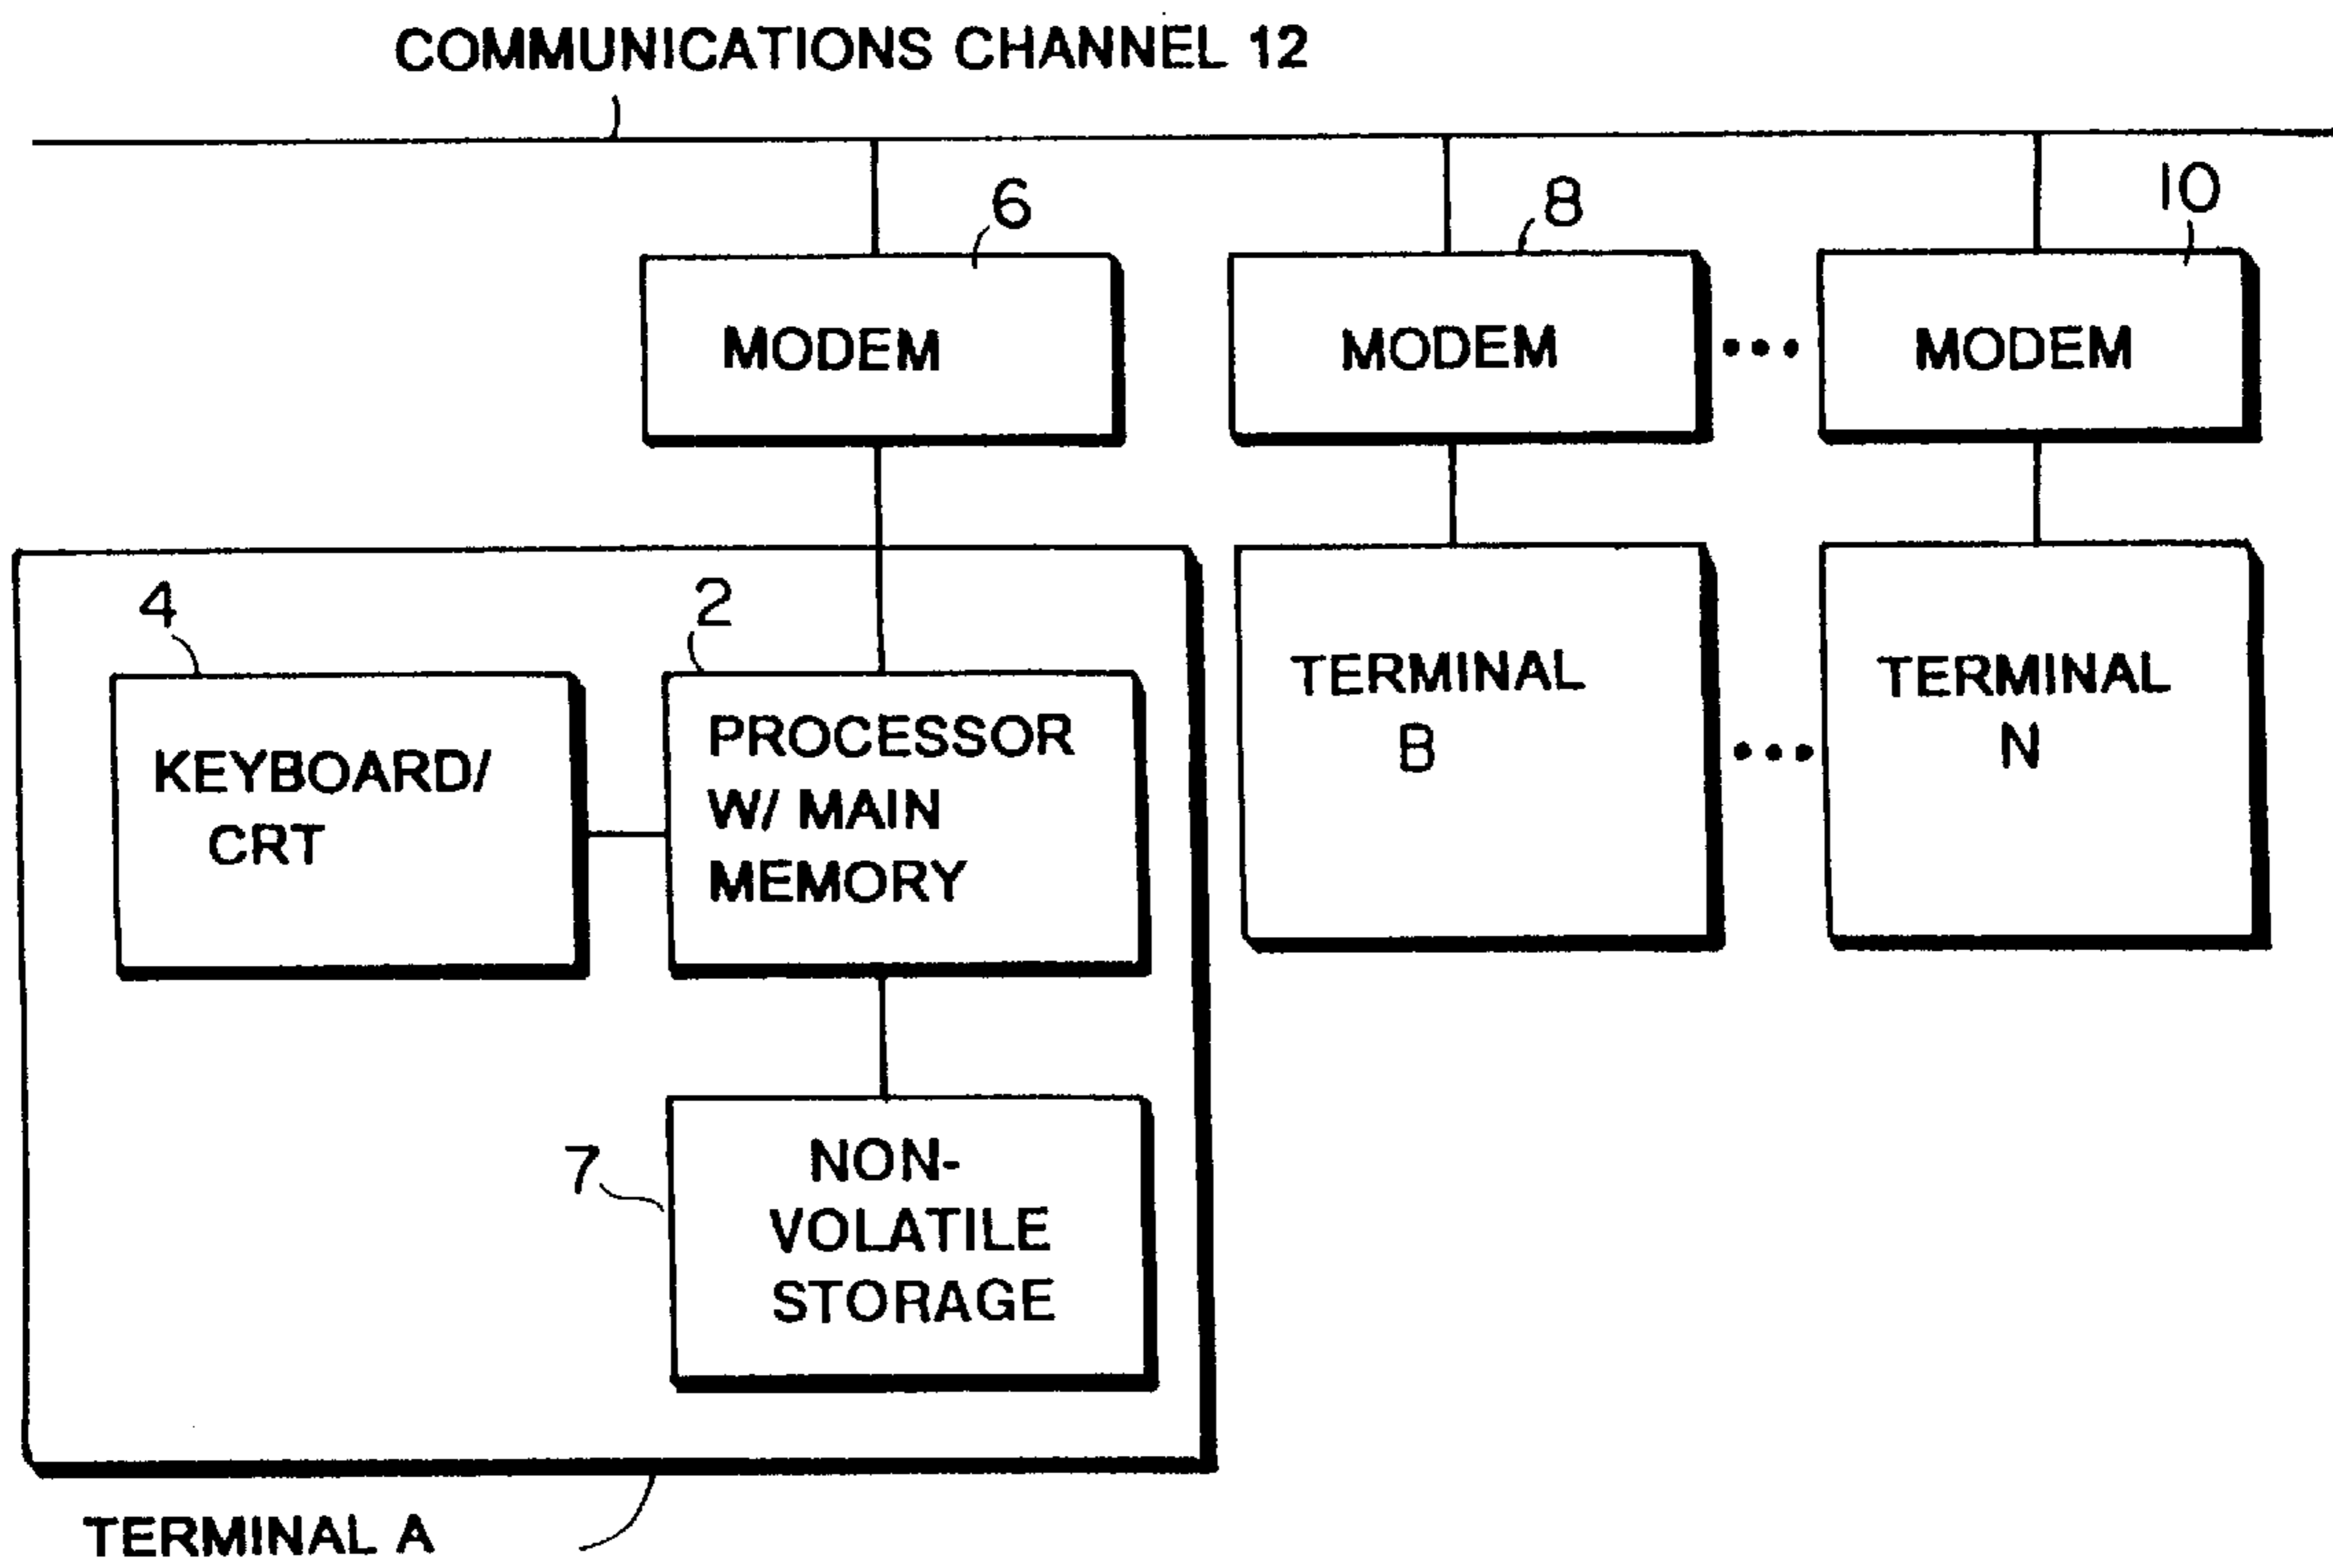 COMMUNICATIONS CHANNEL 12
6
8
10
MODEM
MODEM
MODEM
4
2
KEYBOARD/
CRT
PROCESSOR
W/ MAIN
MEMORY
TERMINAL
B
TERMINAL
N
7
NON-
VOLATILE
STORAGE
TERMINAL A